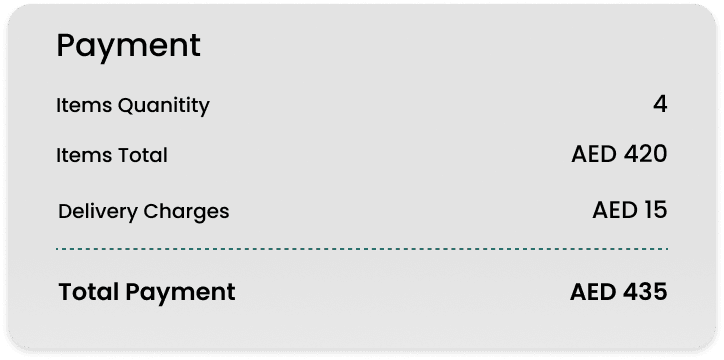 Payment
Items Quanitity 4
Items Total AED 420
Delivery Charges AED 15
Total Payment AED 435